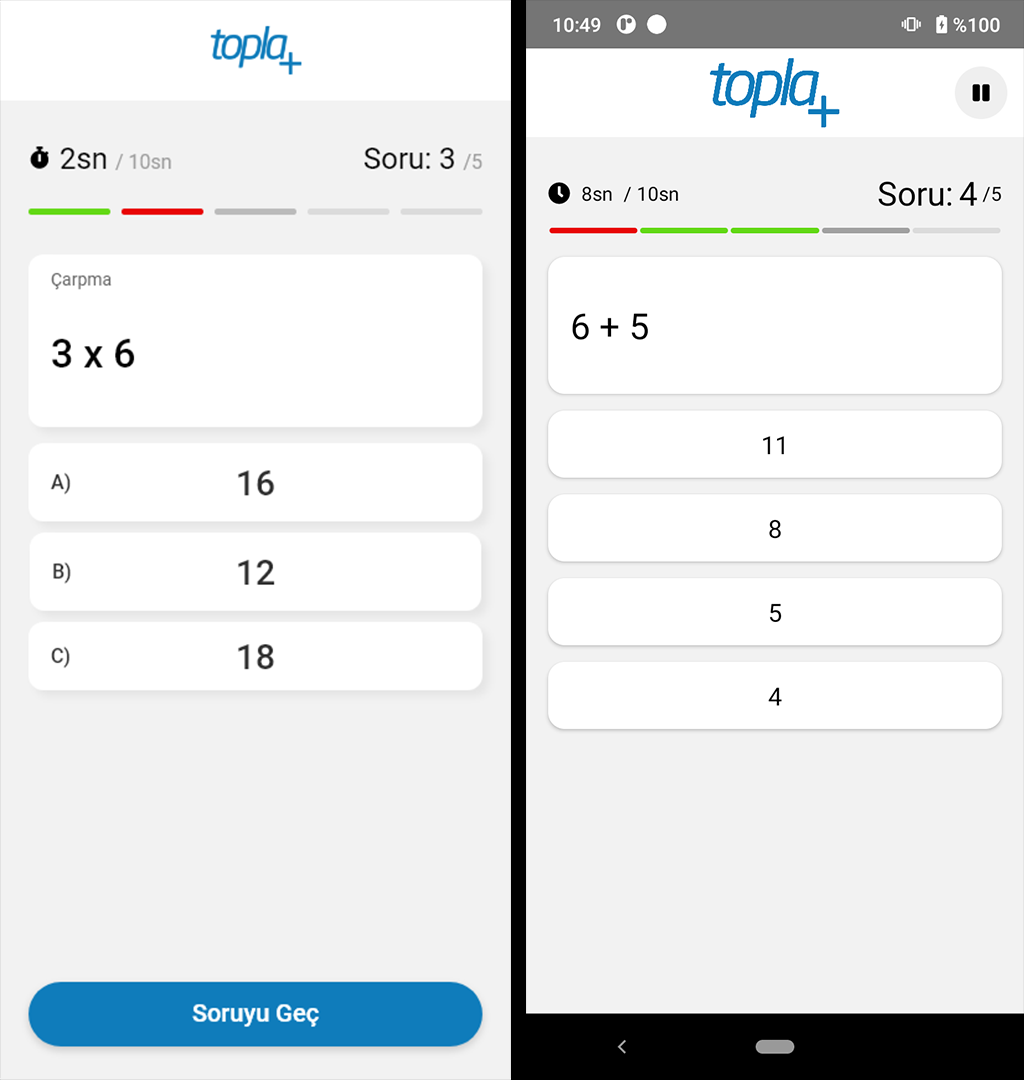 topla+
2sn / 10sn
Soru: 3 /5
Çarpma
3 x 6
A) 16
B) 12
C) 18
Soruyu Geç
10:49
%100
topla+
8sn / 10sn
Soru: 4 /5
6 + 5
11
8
5
4